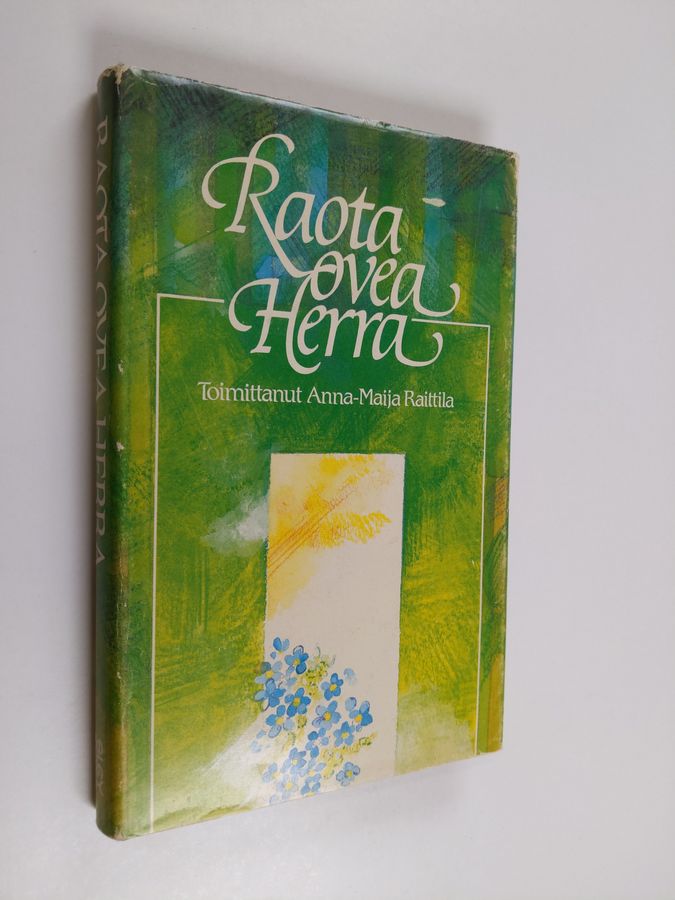 Raota
ovea
Herra
Toimittanut Anna-Maija Raittila
RAOTA OVEA HERRA